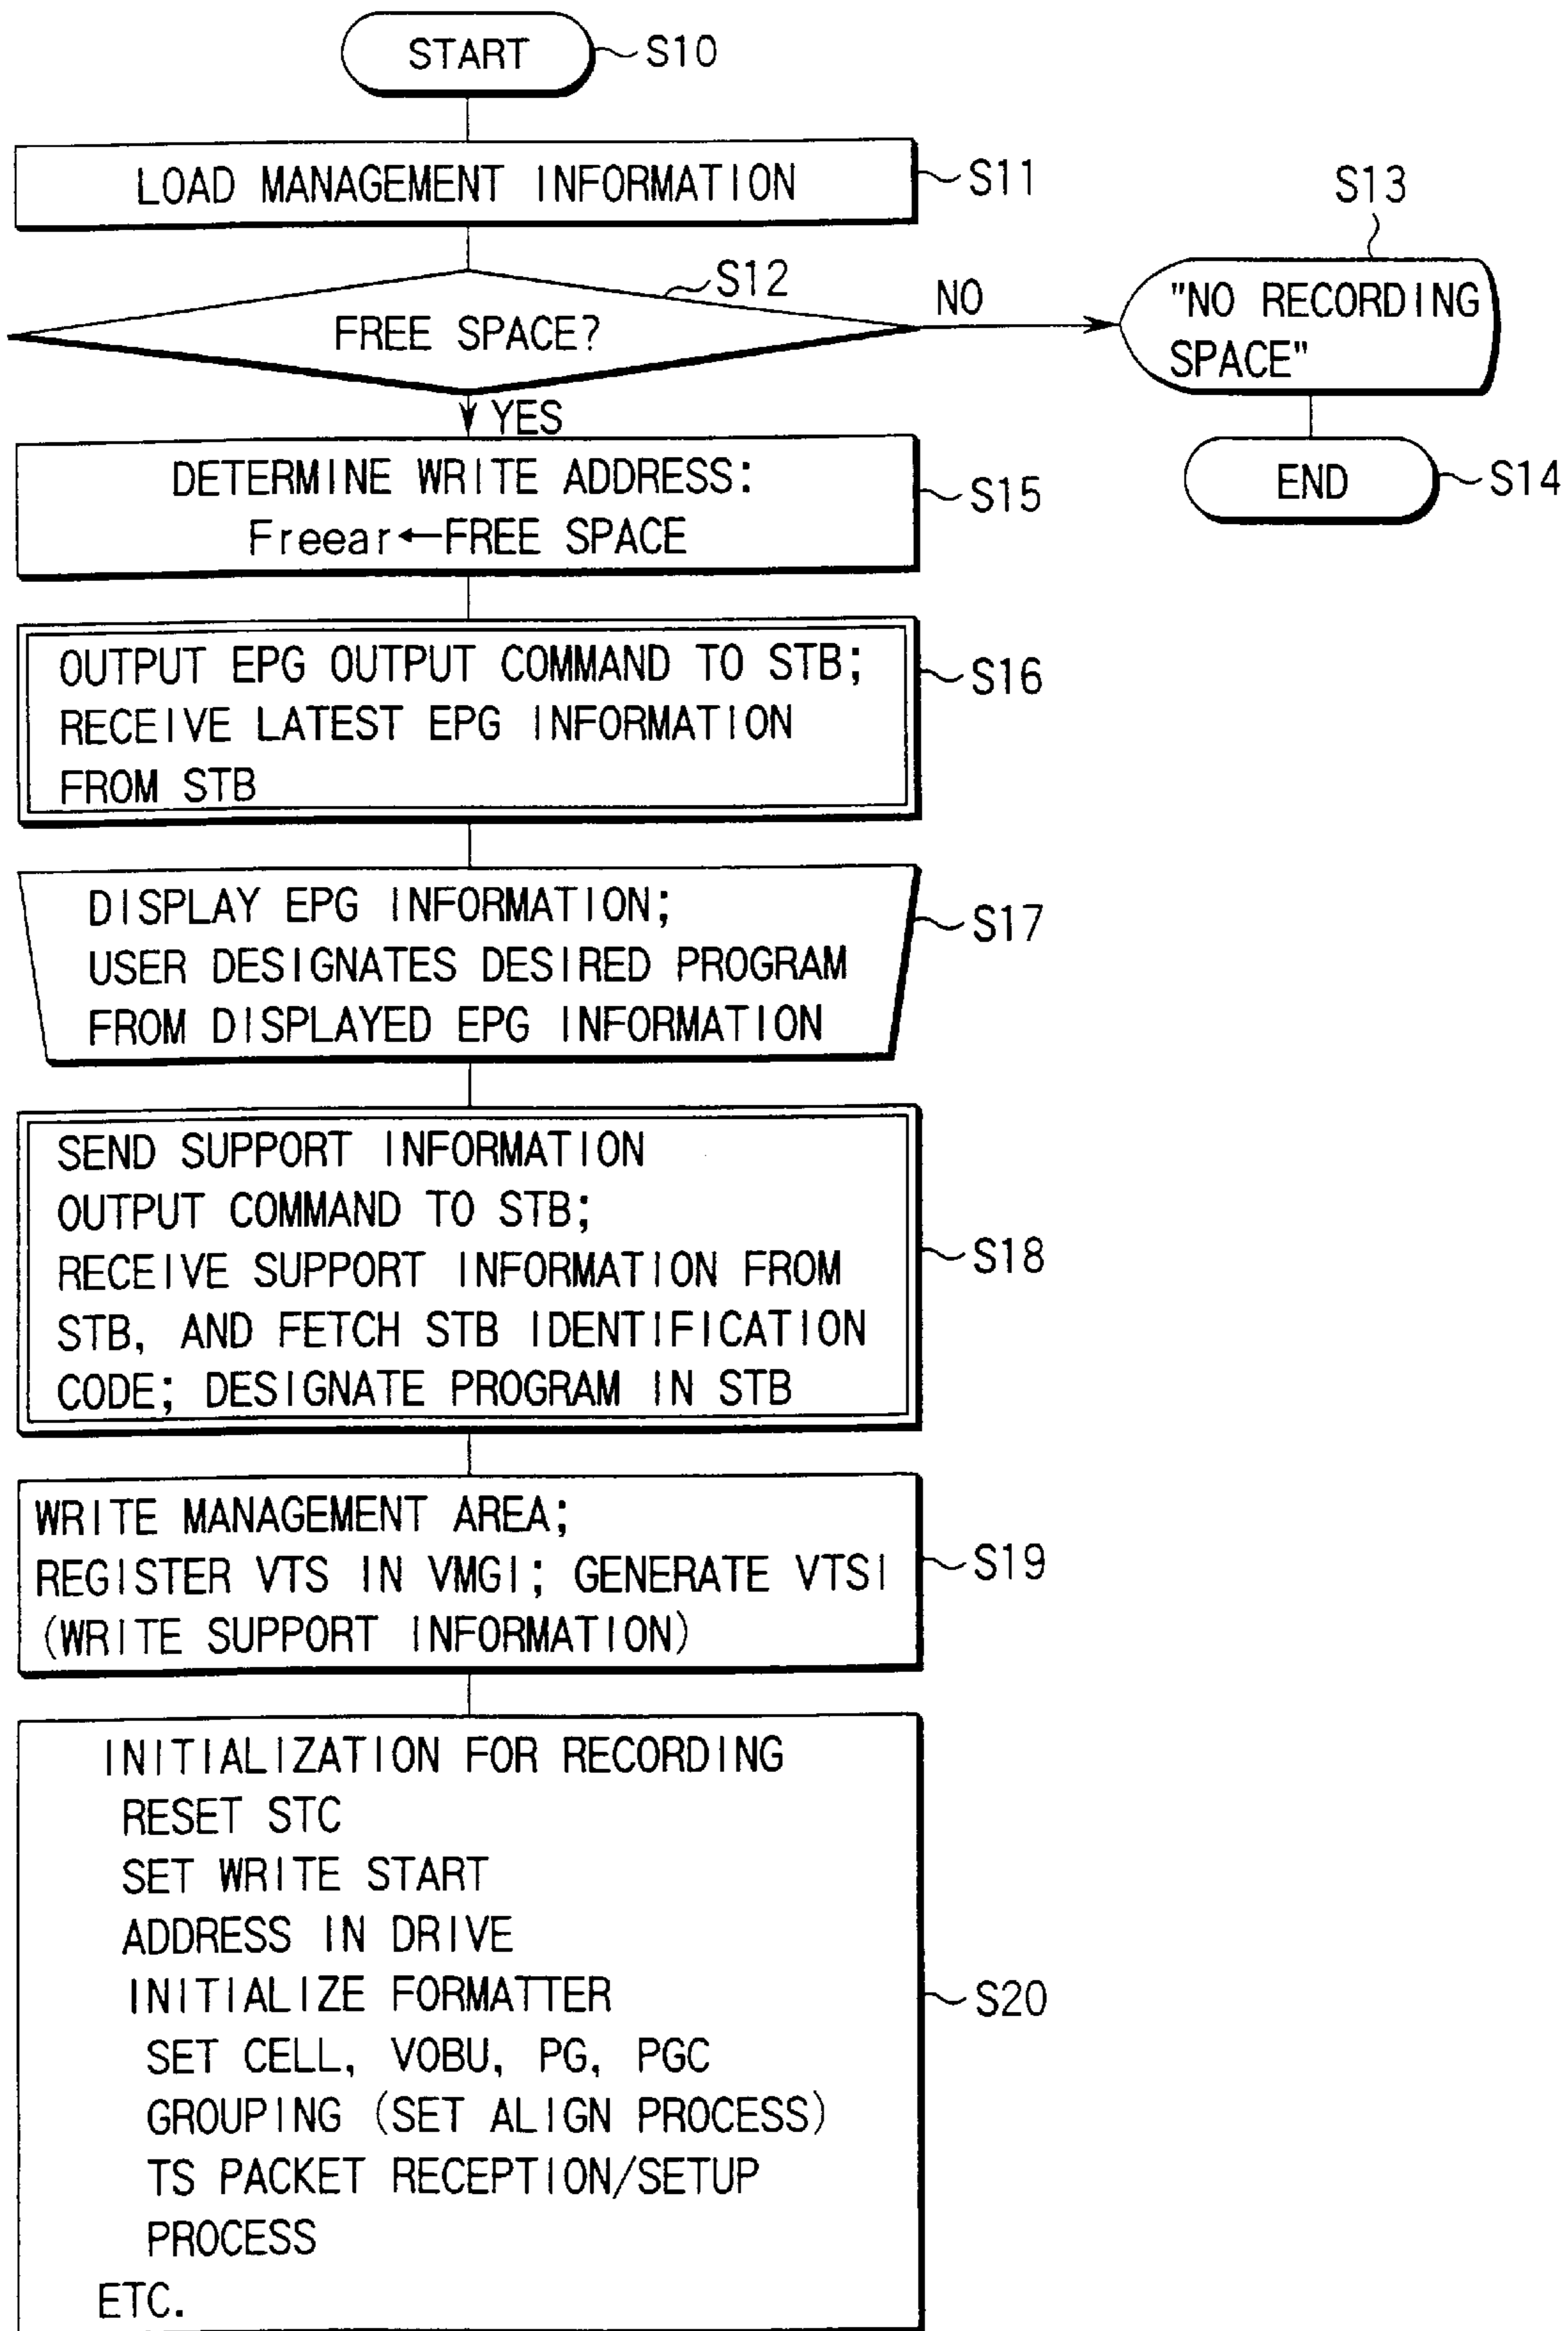 START
S10
LOAD MANAGEMENT INFORMATION
S11
FREE SPACE?
S12
NO
S13
"NO RECORDING
SPACE"
END
S14
YES
DETERMINE WRITE ADDRESS:
Freear←FREE SPACE
S15
OUTPUT EPG OUTPUT COMMAND TO STB;
RECEIVE LATEST EPG INFORMATION
FROM STB
S16
DISPLAY EPG INFORMATION;
USER DESIGNATES DESIRED PROGRAM
FROM DISPLAYED EPG INFORMATION
S17
SEND SUPPORT INFORMATION
OUTPUT COMMAND TO STB;
RECEIVE SUPPORT INFORMATION FROM
STB, AND FETCH STB IDENTIFICATION
CODE; DESIGNATE PROGRAM IN STB
S18
WRITE MANAGEMENT AREA;
REGISTER VTS IN VMGI; GENERATE VTSI
(WRITE SUPPORT INFORMATION)
S19
INITIALIZATION FOR RECORDING
RESET STC
SET WRITE START
ADDRESS IN DRIVE
INITIALIZE FORMATTER
SET CELL, VOBU, PG, PGC
GROUPING (SET ALIGN PROCESS)
TS PACKET RECEPTION/SETUP
PROCESS
ETC.
S20